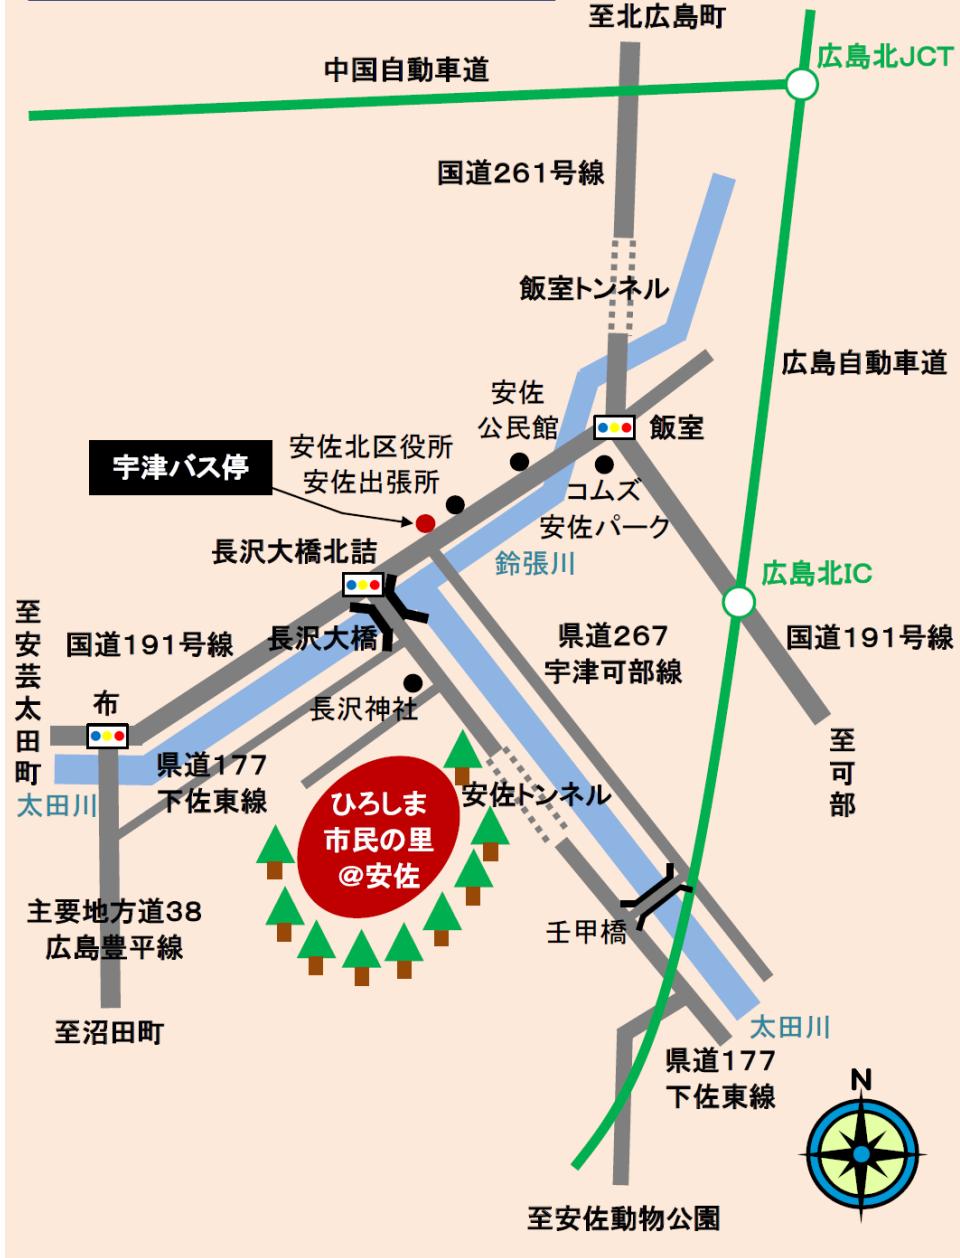 至北広島町
広島北JCT
中国自動車道
国道261号線
飯室トンネル
広島自動車道
安佐
公民館
飯室
安佐北区役所
安佐出張所
宇津バス停
コムズ
安佐パーク
長沢大橋北詰
鈴張川
広島北IC
至安芸太田町
国道191号線
長沢大橋
県道267
宇津可部線
国道191号線
布
長沢神社
至可部
県道177
下佐東線
太田川
安佐トンネル
ひろしま
市民の里
@安佐
主要地方道38
広島豊平線
壬甲橋
至沼田町
太田川
県道177
下佐東線
N
至安佐動物公園